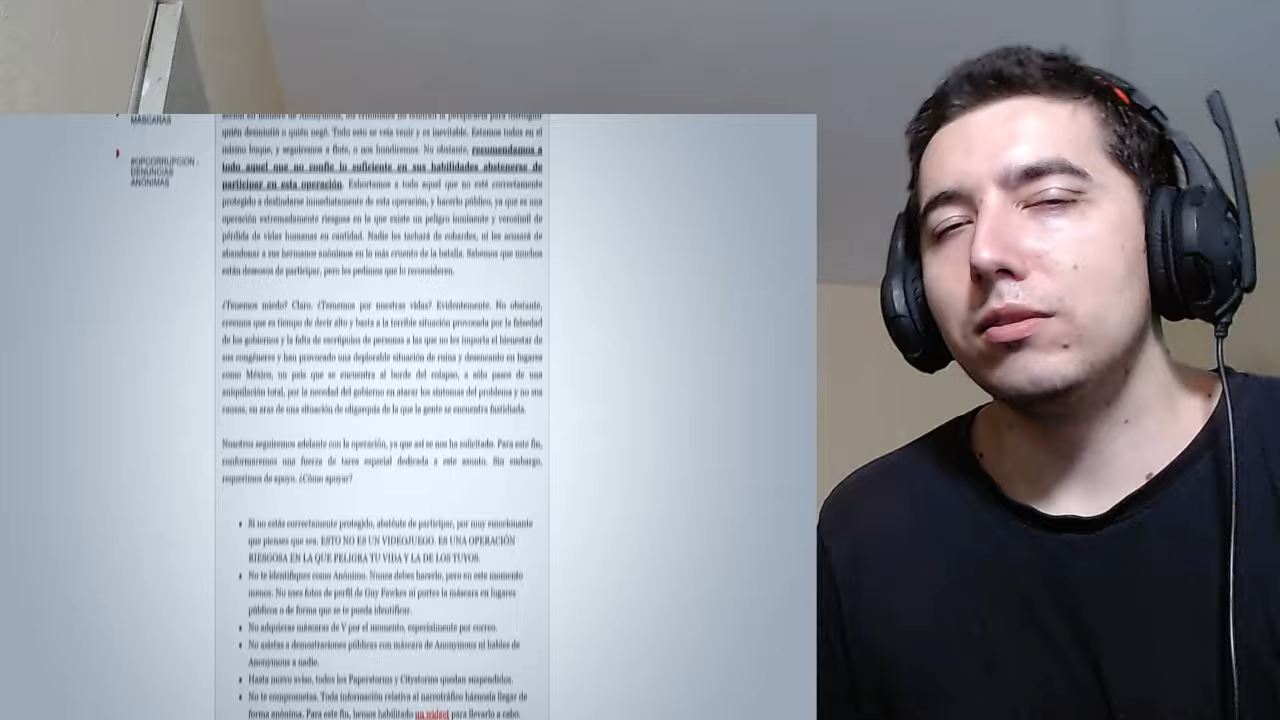 MÁSCARAS
#OPCORRUPCION -
DENUNCIAS
ANONIMAS
acción en nombre de Anonymous, los criminales no tendrán la perspicacia para distinguir
quién desmintió o quién negó. Todo esto se veía venir y es inevitable. Estamos todos en el
mismo buque, y seguiremos a flote, o nos hundiremos. No obstante, recomendamos a
todo aquel que no confíe lo suficiente en sus habilidades abstenerse de
participar en esta operación. Exhortamos a todo aquel que no está correctamente
protegido a deslindarse inmediatamente de esta operación, y hacerlo público, ya que es una
operación extremadamente riesgosa en la que existe un peligro inminente y verosímil de
pérdida de vidas humanas en cantidad. Nadie les tachará de cobardes, ni les acusará de
abandonar a sus hermanos anónimos en lo más cruento de la batalla. Sabemos que muchos
están deseosos de participar, pero les pedimos que lo reconsideren.
¿Tenemos miedo? Claro. ¿Tememos por nuestras vidas? Evidentemente. No obstante,
creemos que es tiempo de decir alto y basta a la terrible situación provocada por la falsedad
de los gobiernos y la falta de escrúpulos de personas a las que no les importa el bienestar de
sus congéneres y han provocado una deplorable situación de ruina y desencanto en lugares
como México, un país que se encuentra al borde del colapso, a sólo pasos de una
aniquilación total, por la necedad del gobierno en atacar los síntomas del problema y no sus
causas, en aras de una situación de oligarquía de la que la gente se encuentra fastidiada.
Nosotros seguiremos adelante con la operación, ya que así se nos ha solicitado. Para este fin,
conformaremos una fuerza de tarea especial dedicada a este asunto. Sin embargo,
requerimos de apoyo. ¿Cómo apoyar?
Si no estás correctamente protegido, abstente de participar, por muy emocionante
que pienses que sea. ESTO NO ES UN VIDEOJUEGO. ES UNA OPERACIÓN
RIESGOSA EN LA QUE PELIGRA TU VIDA Y LA DE LOS TUYOS.
No te identifiques como Anónimo. Nunca debes hacerlo, pero en este momento
menos. No uses fotos de perfil de Guy Fawkes ni portes la máscara en lugares
públicos o de forma que se te pueda identificar.
No adquieras máscaras de V por el momento, especialmente por correo.
No asistas a demostraciones públicas con máscara de Anonymous ni hables de
Anonymous a nadie.
Hasta nuevo aviso, todos los Paperstorms y Citystorms quedan suspendidos.
No te comprometas. Toda información relativa al narcotráfico háznosla llegar de
forma anónima. Para este fin, hemos habilitado un widget para llevarlo a cabo.